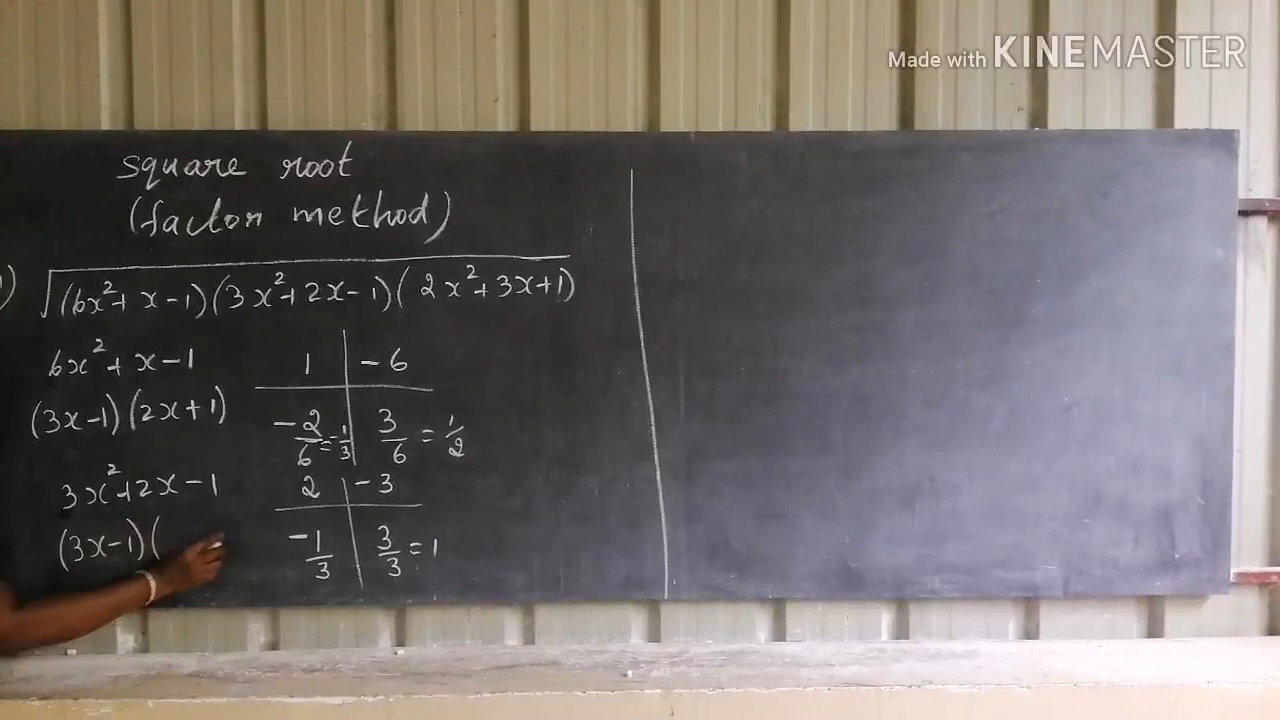 Made with KINEMASTER
square root
(factor method)
1) √(6x²+x-1)(3x²+2x-1)(2x²+3x+1)
6x²+x-1
(3x-1)(2x+1)
1 | -6
-2/6 = -1/3 | 3/6 = 1/2
3x²+2x-1
(3x-1)(
2 | -3
-1/3 | 3/3 = 1